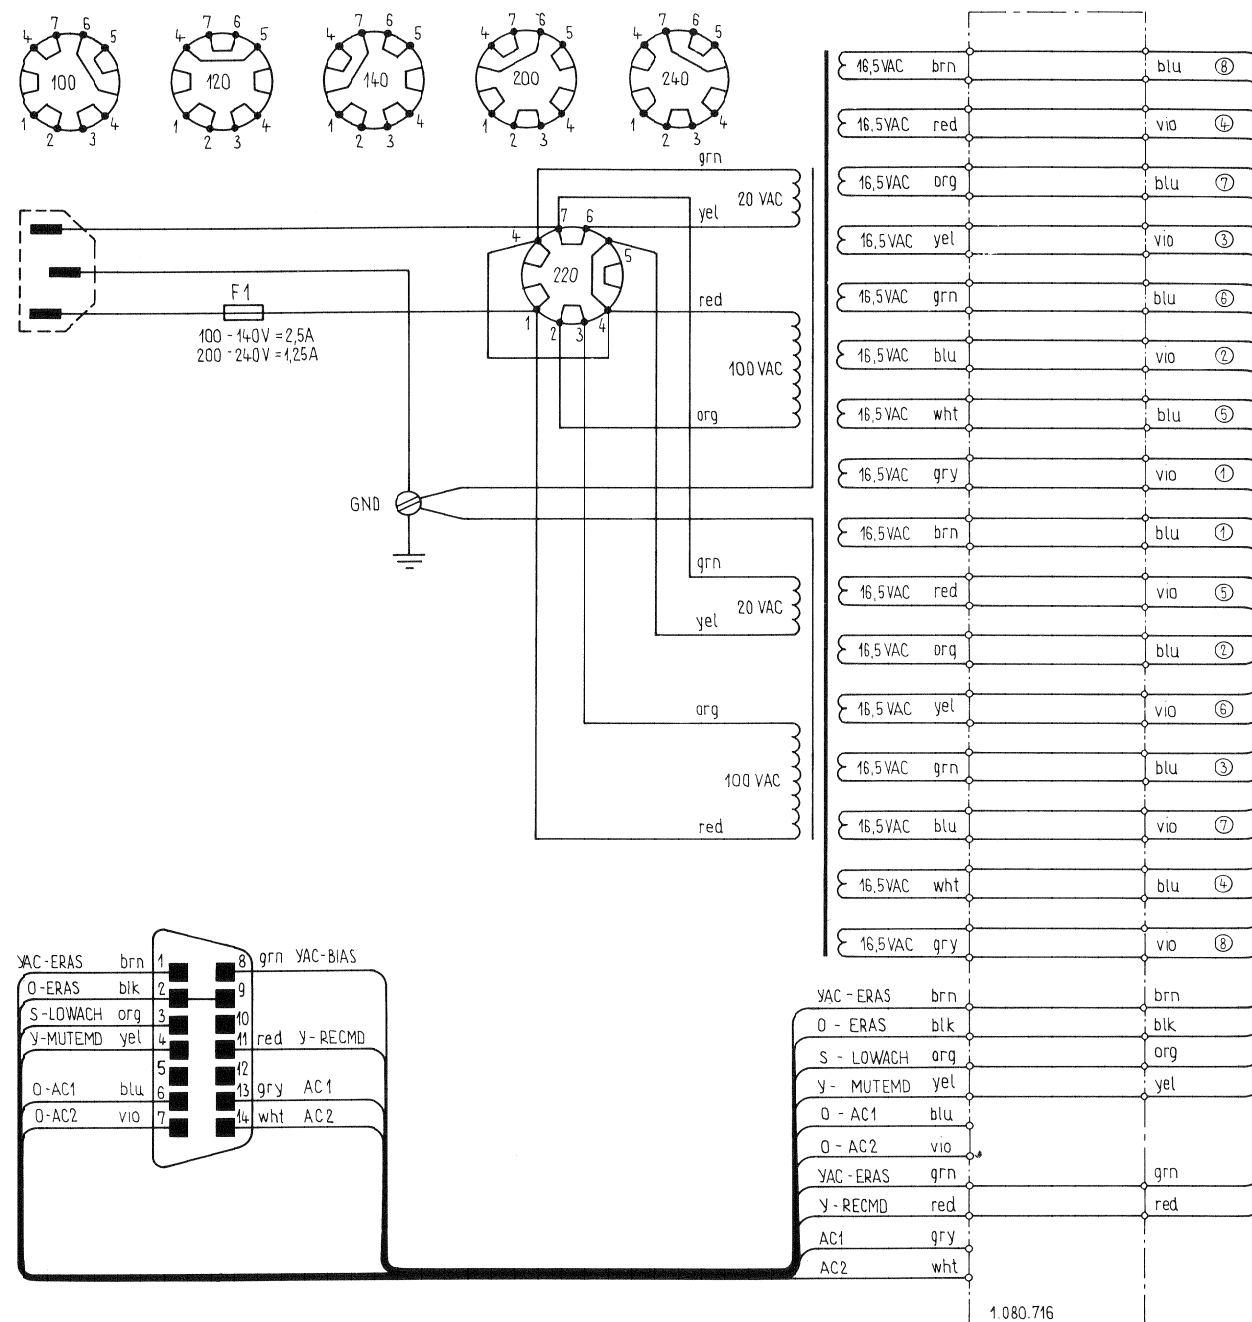 7 6
4 5
100
1 4
2 3
7 6
4 5
120
1 4
2 3
7 6
4 5
140
1 4
2 3
7 6
4 5
200
1 4
2 3
7 6
4 5
240
1 4
2 3
F1
100 - 140V = 2,5A
200 - 240V = 1,25A
GND
7 6
4 5
220
1 2 3 4
grn
20 VAC
yel
red
100 VAC
org
grn
20 VAC
yel
org
100 VAC
red
16,5VAC brn blu 8
16,5VAC red vio 4
16,5VAC org blu 7
16,5VAC yel vio 3
16,5VAC grn blu 6
16,5VAC blu vio 2
16,5VAC wht blu 5
16,5VAC gry vio 1
16,5VAC brn blu 1
16,5VAC red vio 5
16,5VAC org blu 2
16,5VAC yel vio 6
16,5VAC grn blu 3
16,5VAC blu vio 7
16,5VAC wht blu 4
16,5VAC gry vio 8
YAC-ERAS brn 1 8 grn YAC-BIAS
O-ERAS blk 2 9
S-LOWACH org 3 10
Y-MUTEMD yel 4 11 red Y-RECMD
5 12
O-AC1 blu 6 13 gry AC1
O-AC2 vio 7 14 wht AC2
YAC-ERAS brn brn
O - ERAS blk blk
S - LOWACH org org
Y - MUTEMD yel yel
O - AC1 blu
O - AC2 vio
YAC-ERAS grn grn
Y-RECMD red red
AC1 gry
AC2 wht
1.080.716